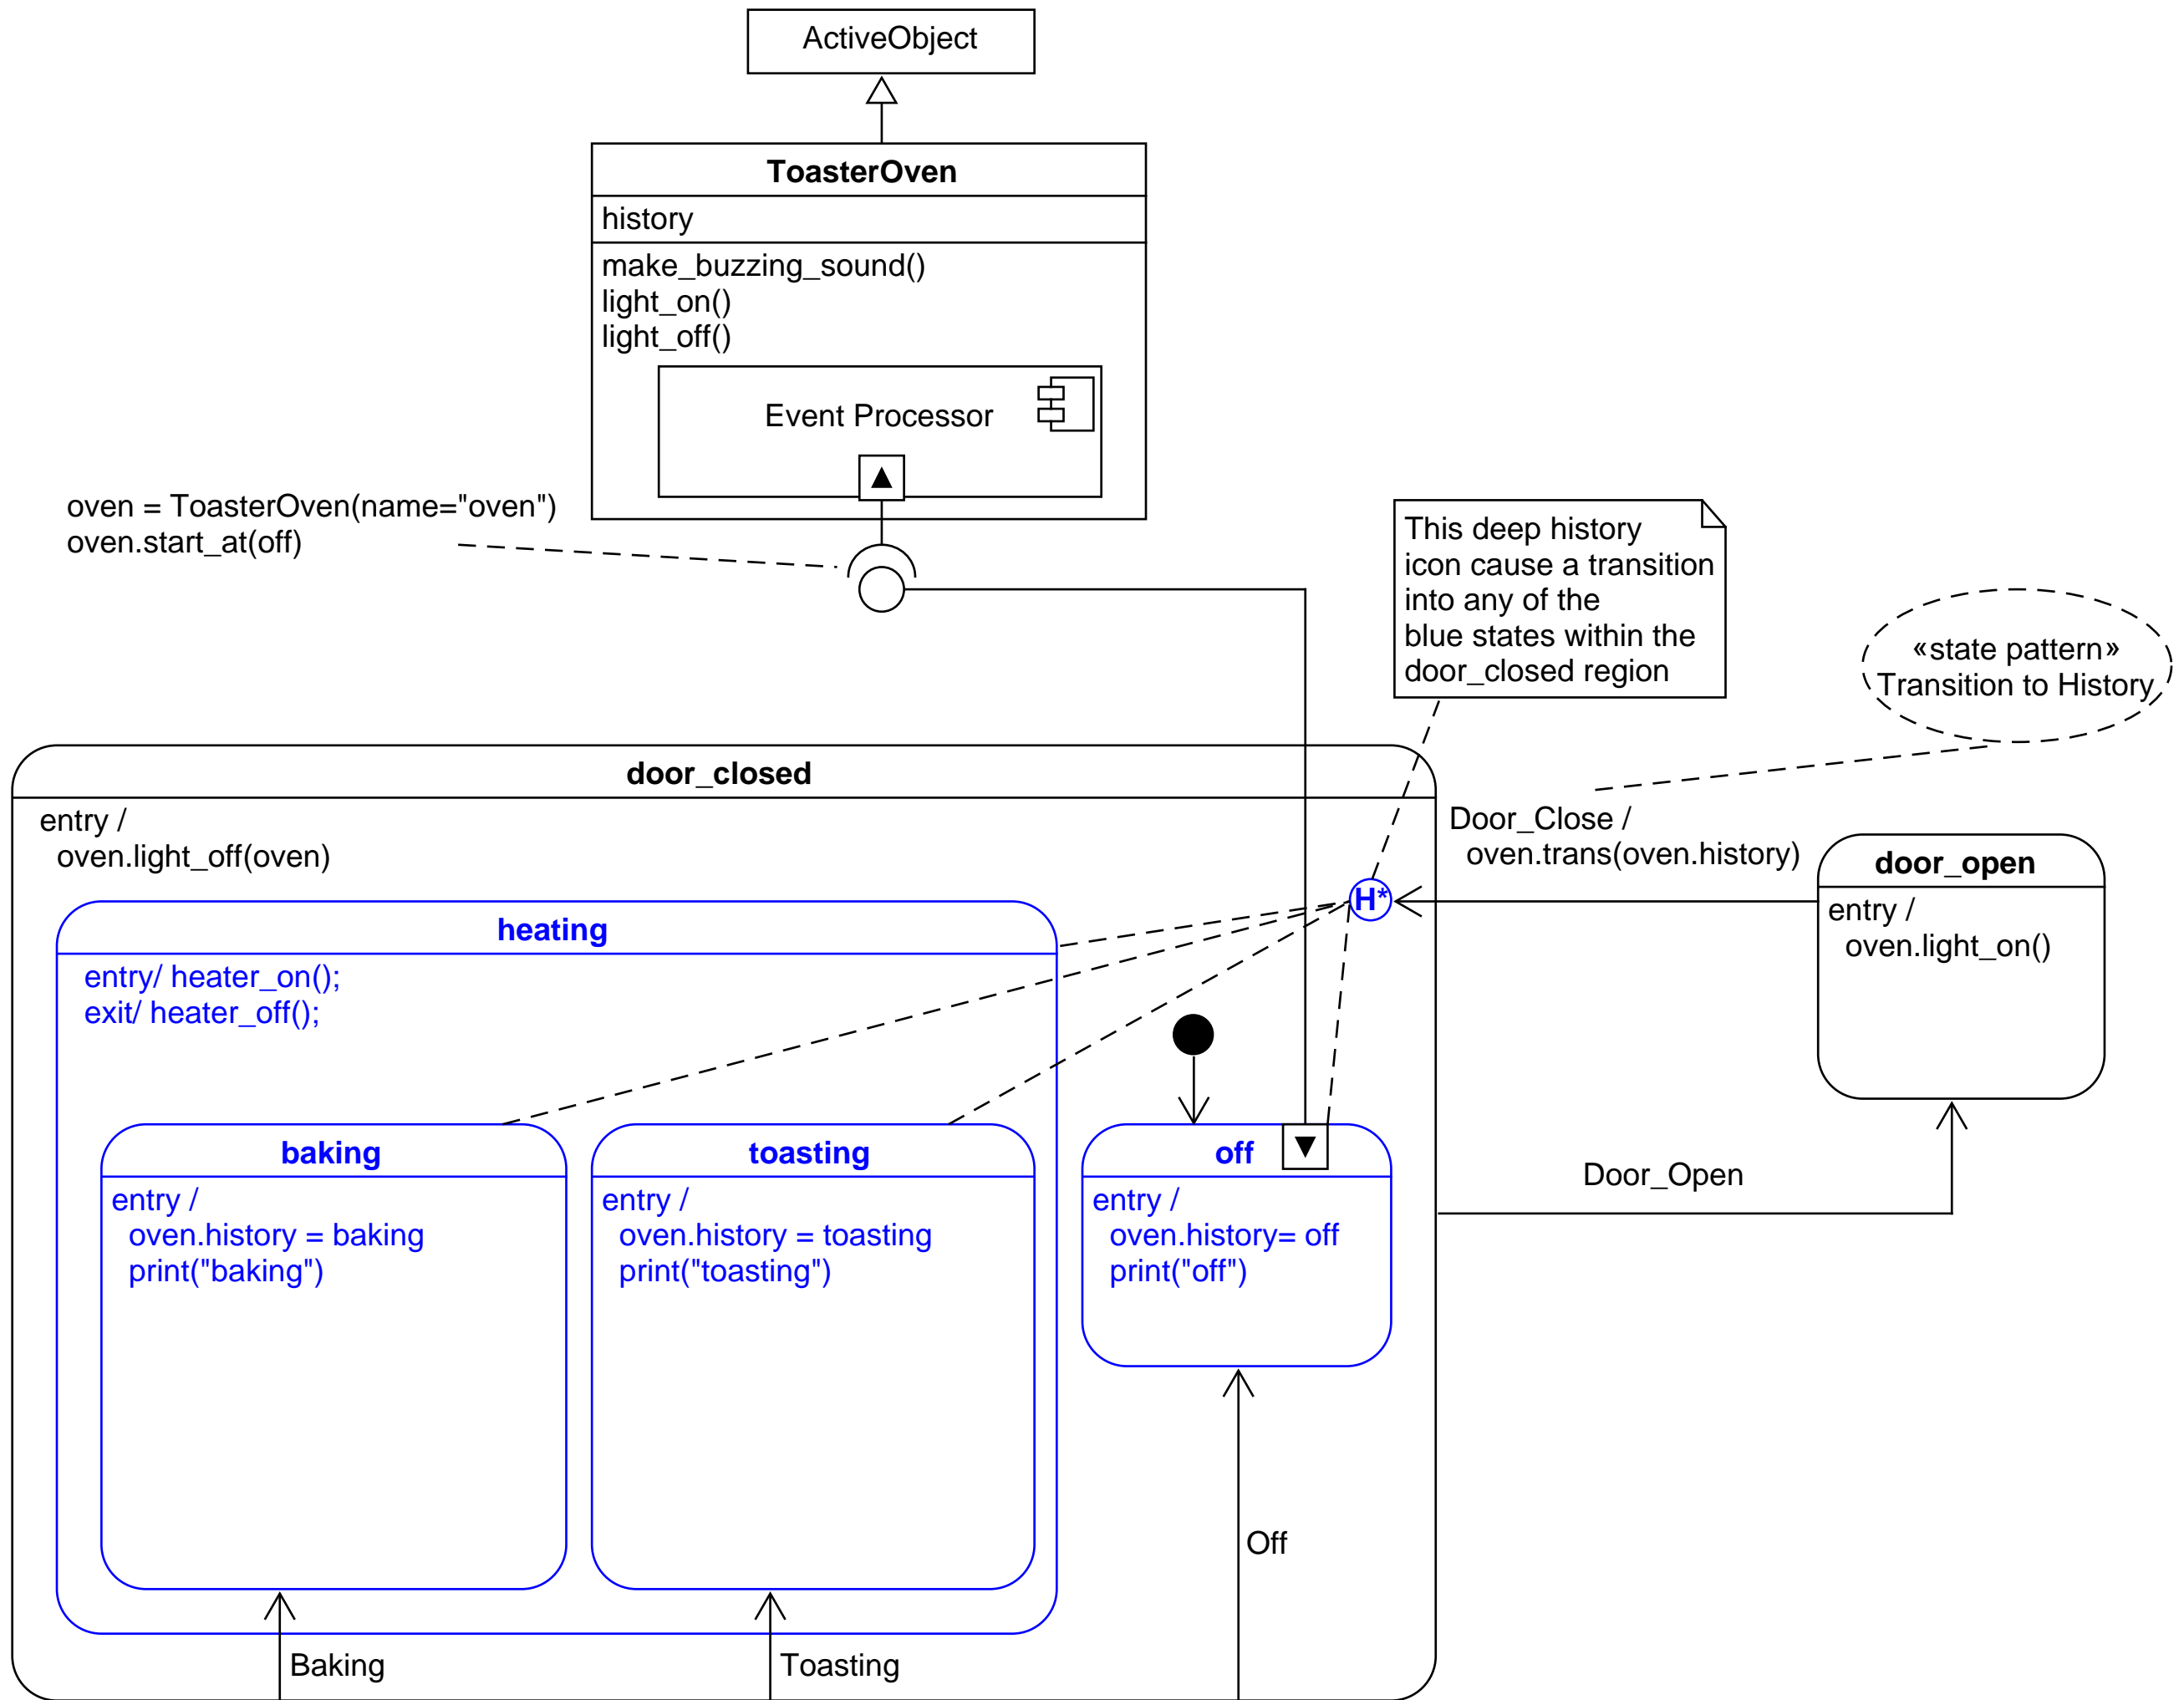 ActiveObject
ToasterOven
history
make_buzzing_sound()
light_on()
light_off()
Event Processor
oven = ToasterOven(name="oven")
oven.start_at(off)
This deep history
icon cause a transition
into any of the
blue states within the
door_closed region
«state pattern»
Transition to History
door_closed
entry /
oven.light_off(oven)
Door_Close /
oven.trans(oven.history)
door_open
entry /
oven.light_on()
H*
heating
entry/ heater_on();
exit/ heater_off();
baking
entry /
oven.history = baking
print("baking")
toasting
entry /
oven.history = toasting
print("toasting")
off
entry /
oven.history= off
print("off")
Door_Open
Off
Baking
Toasting